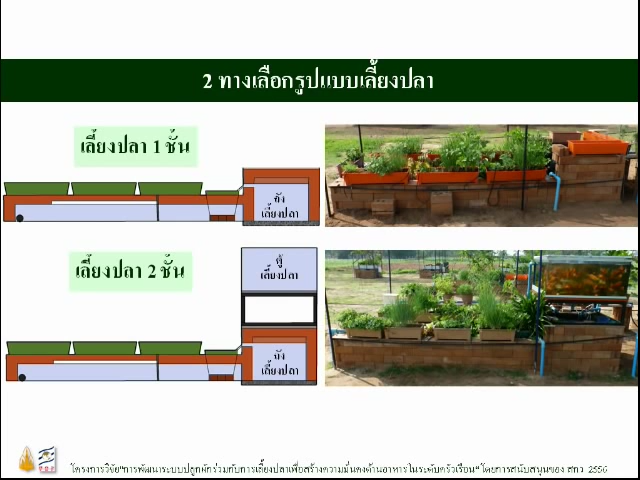 2 ทางเลือกรูปแบบเลี้ยงปลา
เลี้ยงปลา 1 ชั้น
ถัง
เลี้ยงปลา
เลี้ยงปลา 2 ชั้น
ตู้
เลี้ยงปลา
ถัง
เลี้ยงปลา
โครงการวิจัย"การพัฒนาระบบปลูกผักร่วมกับการเลี้ยงปลาเพื่อสร้างความมั่นคงด้านอาหารในระดับครัวเรือน" โดยการสนับสนุนของ สกว 2556